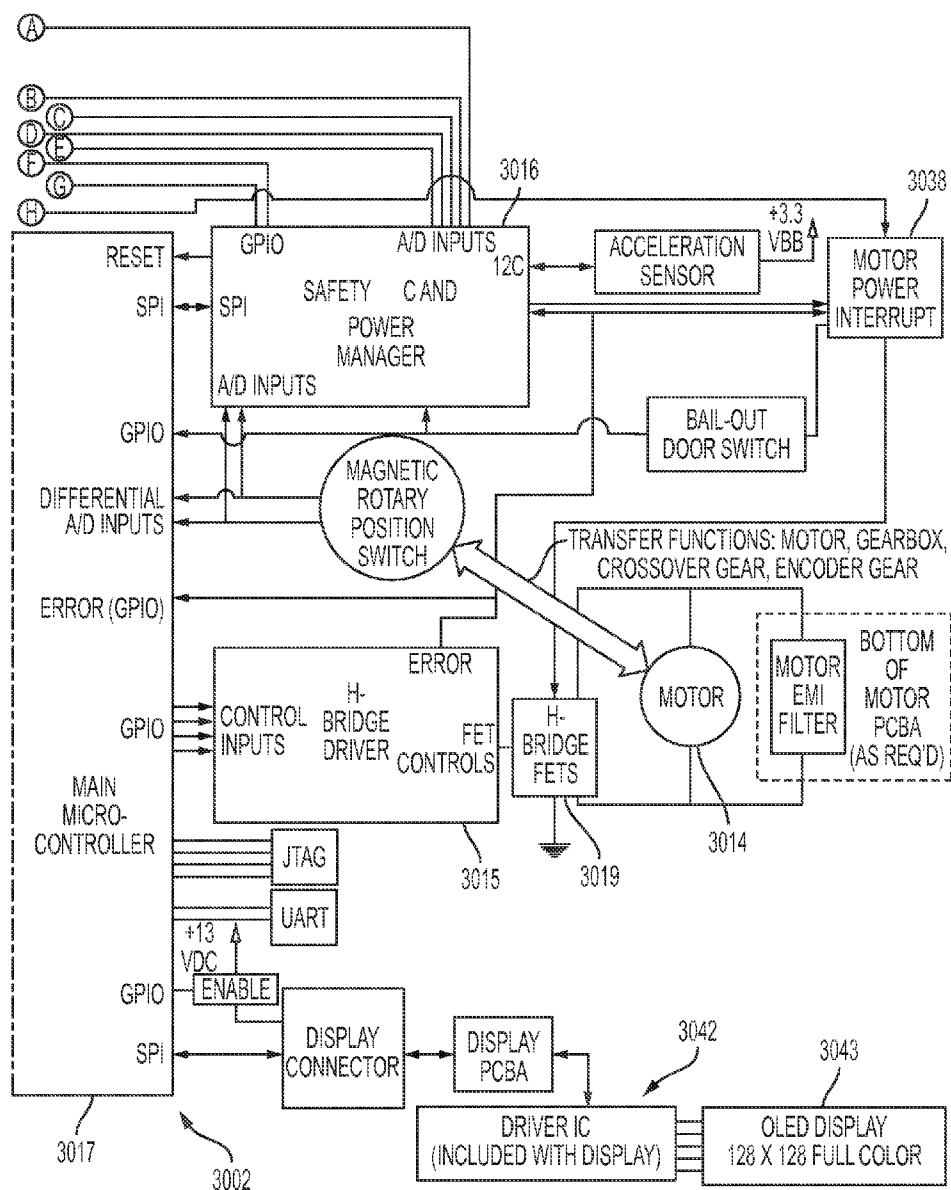 A
B
C
D
E
F
G
H
3016
3038
+3.3
VBB
RESET
GPIO
A/D INPUTS
12C
ACCELERATION
SENSOR
MOTOR
POWER
INTERRUPT
SPI
SPI
SAFETY C AND
POWER
MANAGER
A/D INPUTS
GPIO
BAIL-OUT
DOOR SWITCH
MAGNETIC
ROTARY
POSITION
SWITCH
DIFFERENTIAL
A/D INPUTS
TRANSFER FUNCTIONS: MOTOR, GEARBOX,
CROSSOVER GEAR, ENCODER GEAR
ERROR (GPIO)
ERROR
H-
BRIDGE
DRIVER
CONTROL
INPUTS
FET
CONTROLS
GPIO
H-
BRIDGE
FETS
MOTOR
MOTOR
EMI
FILTER
BOTTOM
OF
MOTOR
PCBA
(AS REQ'D)
MAIN
MICRO-
CONTROLLER
3015
3019
3014
JTAG
UART
+13
VDC
GPIO
ENABLE
SPI
DISPLAY
CONNECTOR
DISPLAY
PCBA
3042
3043
DRIVER IC
(INCLUDED WITH DISPLAY)
OLED DISPLAY
128 X 128 FULL COLOR
3017
3002